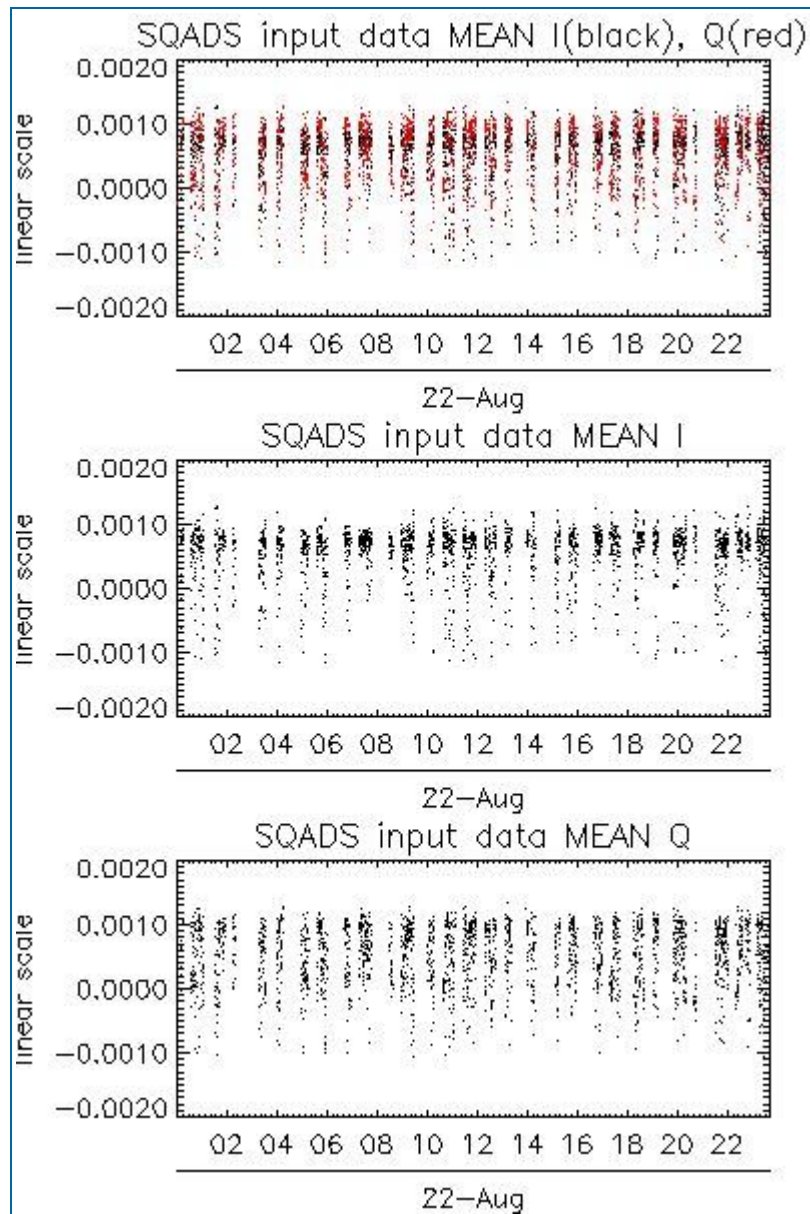 SQADS input data MEAN I(black), Q(red)
0.0020
0.0010
0.0000
−0.0010
−0.0020
linear scale
02 04 06 08 10 12 14 16 18 20 22
22−Aug
SQADS input data MEAN I
0.0020
0.0010
0.0000
−0.0010
−0.0020
linear scale
02 04 06 08 10 12 14 16 18 20 22
22−Aug
SQADS input data MEAN Q
0.0020
0.0010
0.0000
−0.0010
−0.0020
linear scale
02 04 06 08 10 12 14 16 18 20 22
22−Aug